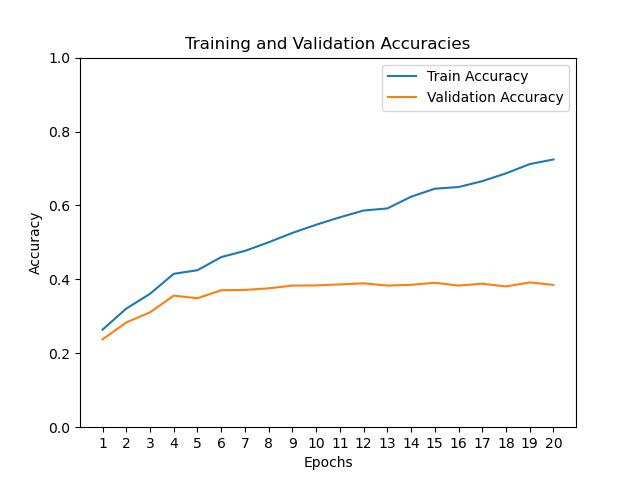 Training and Validation Accuracies
Train Accuracy
Validation Accuracy
1.0
0.8
0.6
0.4
0.2
0.0
Accuracy
1 2 3 4 5 6 7 8 9 10 11 12 13 14 15 16 17 18 19 20
Epochs